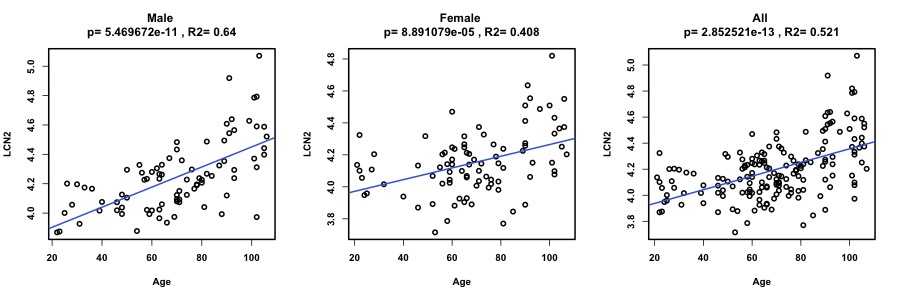 Male
p= 5.469672e-11 , R2= 0.64
LCN2
5.0
4.8
4.6
4.4
4.2
4.0
20 40 60 80 100
Age
Female
p= 8.891079e-05 , R2= 0.408
LCN2
4.8
4.6
4.4
4.2
4.0
3.8
20 40 60 80 100
Age
All
p= 2.852521e-13 , R2= 0.521
LCN2
5.0
4.8
4.6
4.4
4.2
4.0
3.8
20 40 60 80 100
Age